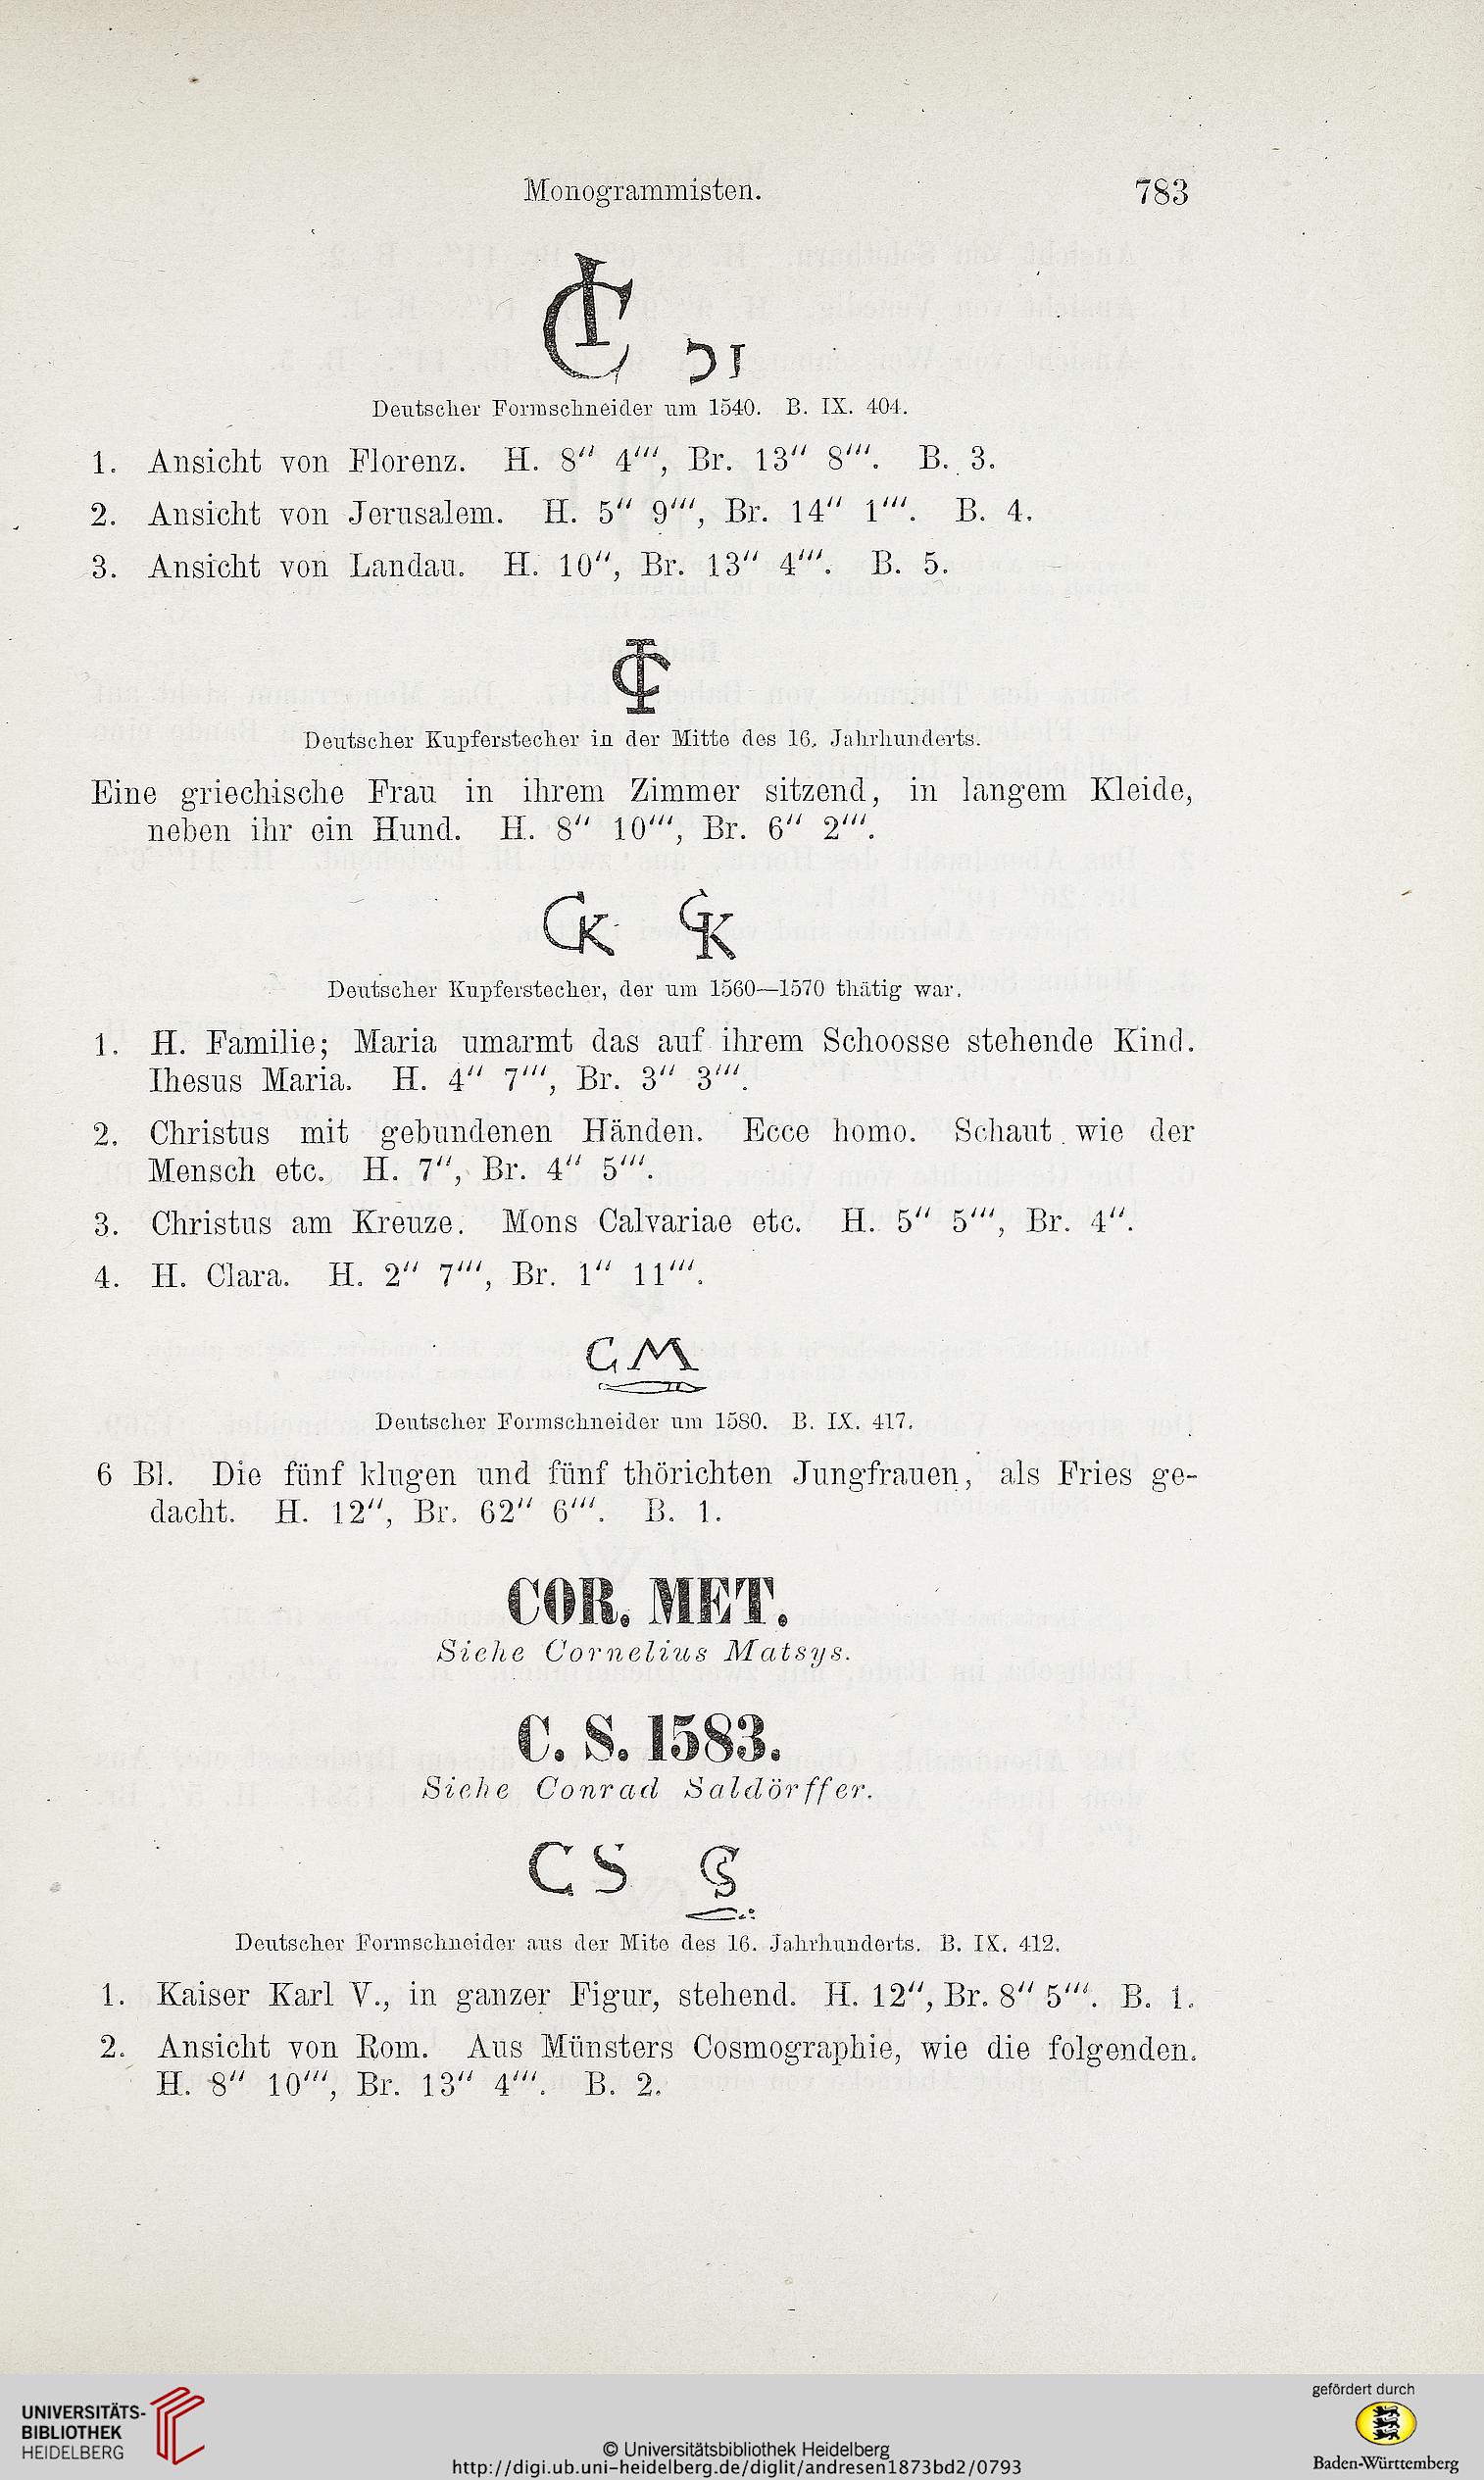 Monogrammisten. 783
Deutscher Formschneider um 1540. B. IX. 404.
1. Ansicht von Florenz. H. 8“ 4“‘, Br. 13“ 8“‘. B. 3.
2. Ansicht von Jerusalem. H. 5“ 9“‘, Br. 14“ 1“‘. B. 4.
3. Ansicht von Landau. H. 10“, Br. 13“ 4“‘. B. 5.
Deutscher Kupferstecher in der Mitte des 16. Jahrhunderts.
Eine griechische Frau in ihrem Zimmer sitzend, in langem Kleide,
neben ihr ein Hund. H. 8“ 10“‘, Br. 6“ 2“‘.
CK CK
Deutscher Kupferstecher, der um 1560—1570 thätig war.
1. H. Familie; Maria umarmt das auf ihrem Schoosse stehende Kind.
Ihesus Maria. H. 4“ 7“‘, Br. 3“ 3“‘.
2. Christus mit gebundenen Händen. Ecce homo. Schaut wie der
Mensch etc. H. 7“, Br. 4“ 5“‘.
3. Christus am Kreuze. Mons Calvariae etc. H. 5“ 5“‘, Br. 4“.
4. H. Clara. H. 2“ 7“‘, Br. 1“ 11“‘.
C M
Deutscher Formschneider um 1580. B. IX. 417.
6 Bl. Die fünf klugen und fünf thörichten Jungfrauen, als Fries ge-
dacht. H. 12“, Br. 62“ 6“‘. B. 1.
COR. MET.
Siehe Cornelius Matsys.
C. S. 1583.
Siehe Conrad Saldörffer.
C S CS
Deutscher Formschneider aus der Mite des 16. Jahrhunderts. B. IX. 412.
1. Kaiser Karl V., in ganzer Figur, stehend. H. 12“, Br. 8“ 5“‘. B. 1.
2. Ansicht von Rom. Aus Münsters Cosmographie, wie die folgenden.
H. 8“ 10“‘, Br. 13“ 4“‘. B. 2.
UNIVERSITÄTS-
BIBLIOTHEK
HEIDELBERG
© Universitätsbibliothek Heidelberg
http://digi.ub.uni-heidelberg.de/diglit/andresen1873bd2/0793
gefördert durch
Baden-Württemberg